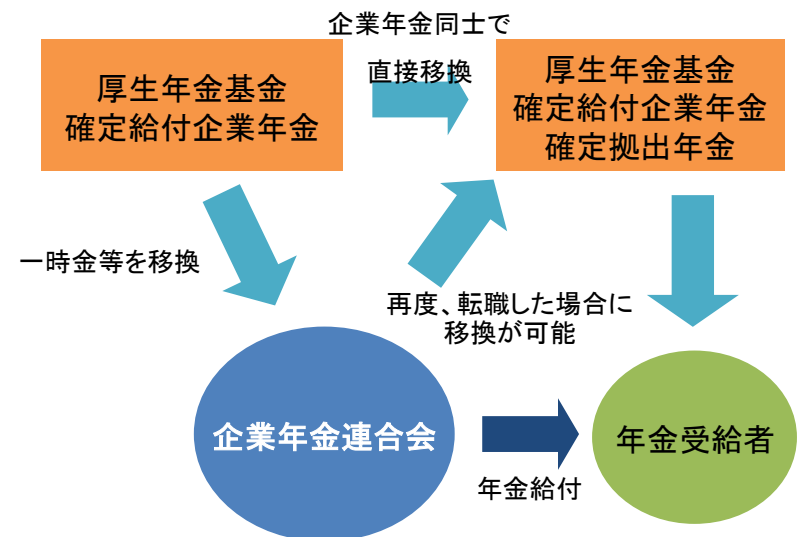 企業年金同士で
直接移換
厚生年金基金
確定給付企業年金
厚生年金基金
確定給付企業年金
確定拠出年金
一時金等を移換
再度、転職した場合に
移換が可能
企業年金連合会
年金給付
年金受給者